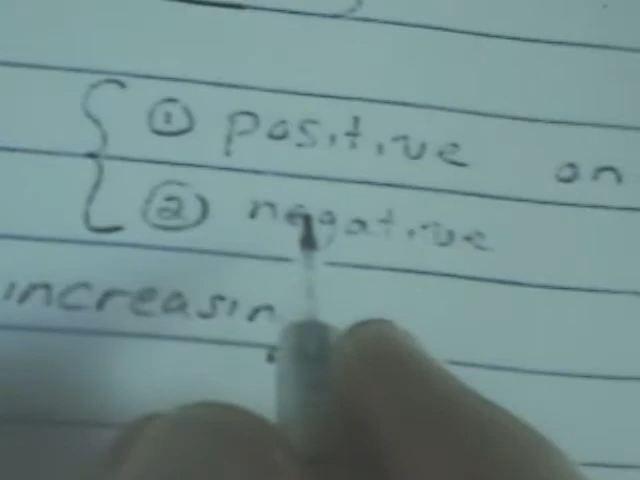 ① positive on
② negative
increasin